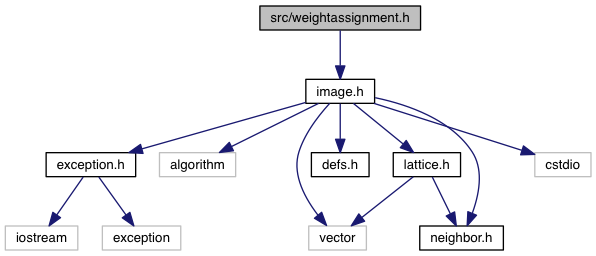 src/weightassignment.h
image.h
exception.h
algorithm
defs.h
lattice.h
cstdio
iostream
exception
vector
neighbor.h